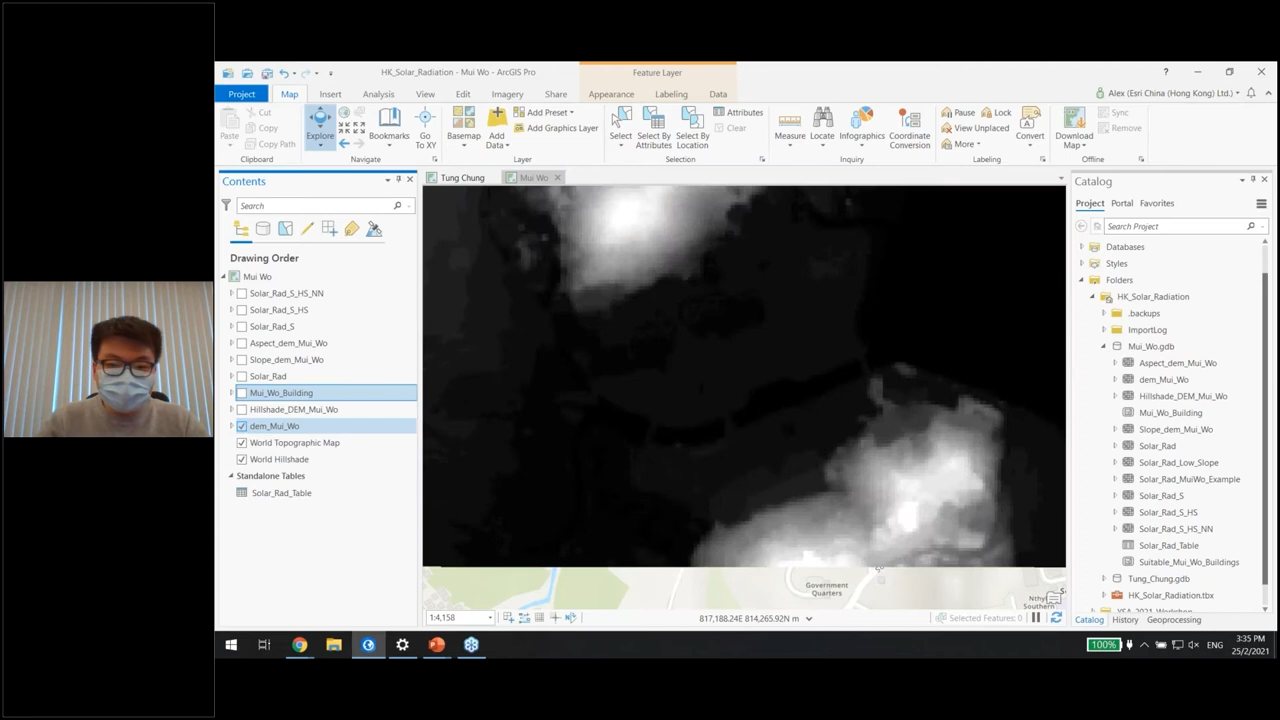 HK_Solar_Radiation - Mui Wo - ArcGIS Pro
Feature Layer
?
Project
Map
Insert
Analysis
View
Edit
Imagery
Share
Appearance
Labeling
Data
Alex (Esri China (Hong Kong) Ltd.)
Paste
Cut
Copy
Copy Path
Clipboard
Explore
Bookmarks
Go To XY
Navigate
Basemap
Add Data
Add Preset
Add Graphics Layer
Layer
Select
Select By Attributes
Select By Location
Attributes
Clear
Selection
Measure
Locate
Infographics
Coordinate Conversion
Inquiry
Pause
Lock
View Unplaced
More
Convert
Labeling
Download Map
Sync
Remove
Offline
Contents
Search
Drawing Order
Mui Wo
Solar_Rad_S_HS_NN
Solar_Rad_S_HS
Solar_Rad_S
Aspect_dem_Mui_Wo
Slope_dem_Mui_Wo
Solar_Rad
Mui_Wo_Building
Hillshade_DEM_Mui_Wo
dem_Mui_Wo
World Topographic Map
World Hillshade
Standalone Tables
Solar_Rad_Table
Tung Chung
Mui Wo
Government
Quarters
Southern
1:4,158
817,188.24E 814,265.92N m
Selected Features: 0
Catalog
Project
Portal
Favorites
Search Project
Databases
Styles
Folders
HK_Solar_Radiation
.backups
ImportLog
Mui_Wo.gdb
Aspect_dem_Mui_Wo
dem_Mui_Wo
Hillshade_DEM_Mui_Wo
Mui_Wo_Building
Slope_dem_Mui_Wo
Solar_Rad
Solar_Rad_Low_Slope
Solar_Rad_MuiWo_Example
Solar_Rad_S
Solar_Rad_S_HS
Solar_Rad_S_HS_NN
Solar_Rad_Table
Suitable_Mui_Wo_Buildings
Tung_Chung.gdb
HK_Solar_Radiation.tbx
Catalog
History
Geoprocessing
100%
ENG
3:35 PM
25/2/2021